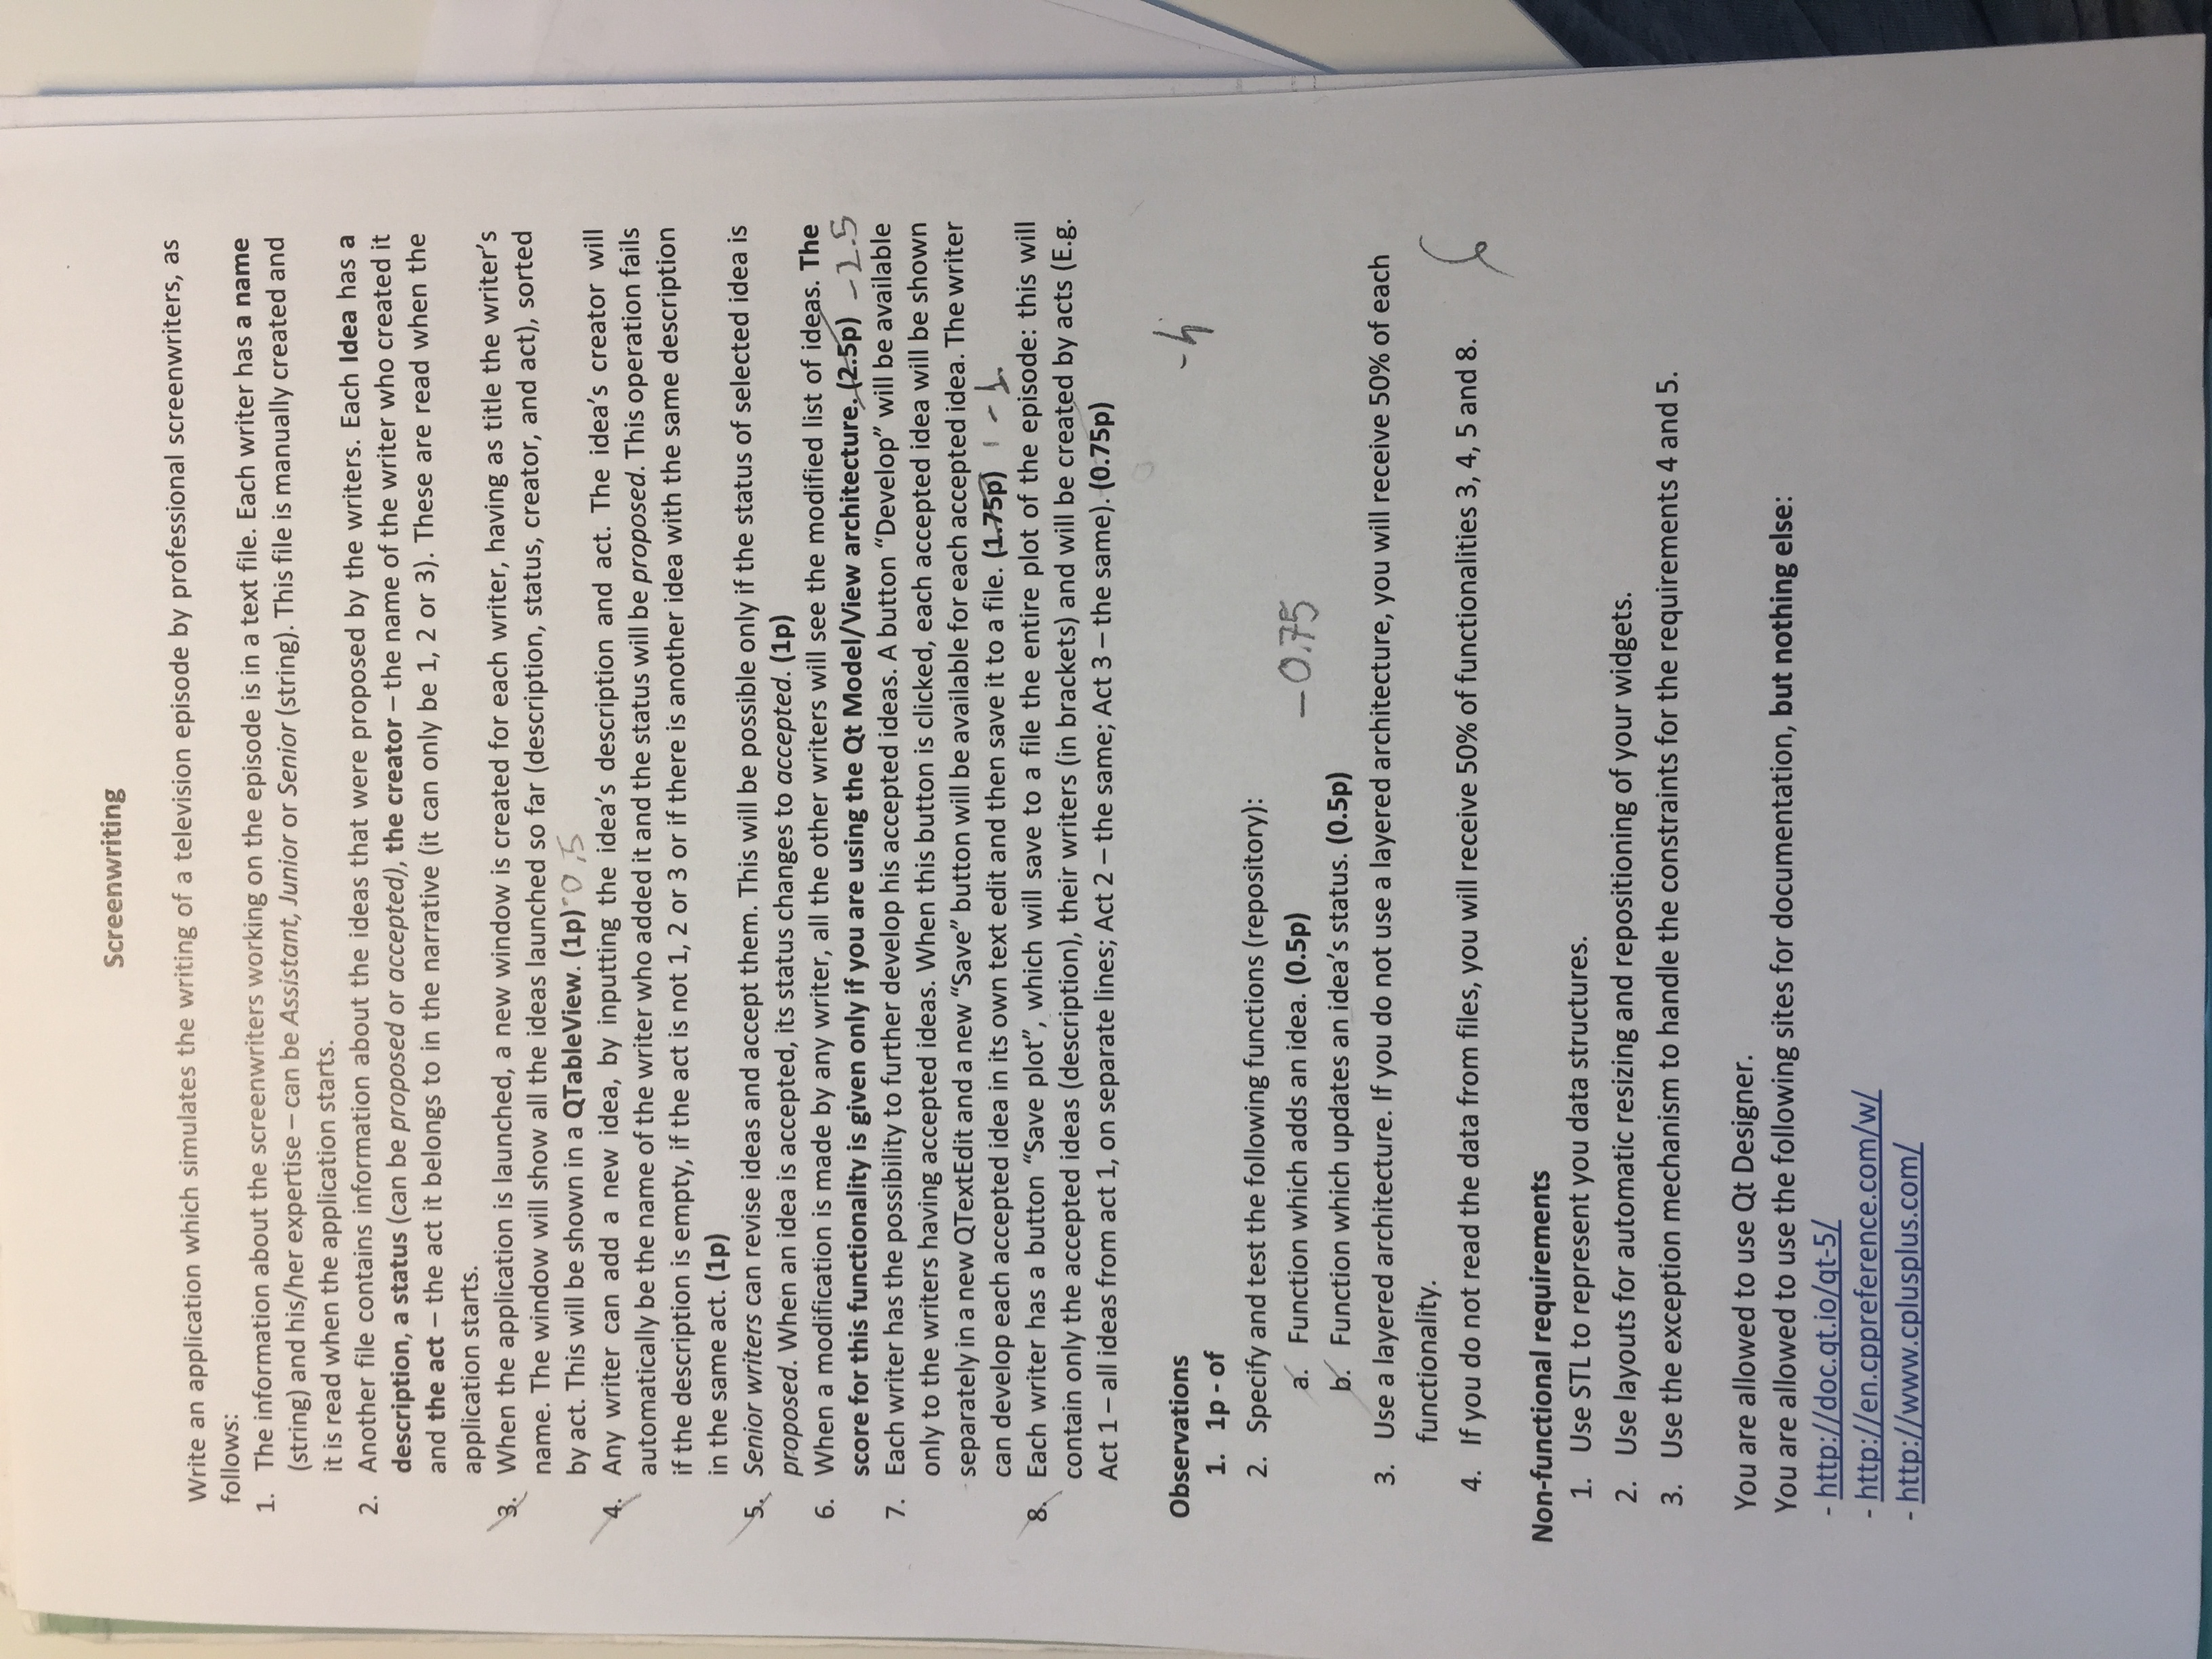 Screenwriting
Write an application which simulates the writing of a television episode by professional screenwriters, as
follows:
1. The information about the screenwriters working on the episode is in a text file. Each writer has a name
(string) and his/her expertise – can be Assistant, Junior or Senior (string). This file is manually created and
it is read when the application starts.
2. Another file contains information about the ideas that were proposed by the writers. Each Idea has a
description, a status (can be proposed or accepted), the creator – the name of the writer who created it
and the act – the act it belongs to in the narrative (it can only be 1, 2 or 3). These are read when the
application starts.
3. When the application is launched, a new window is created for each writer, having as title the writer's
name. The window will show all the ideas launched so far (description, status, creator, and act), sorted
by act. This will be shown in a QTableView. (1p) -0,5
4. Any writer can add a new idea, by inputting the idea's description and act. The idea's creator will
automatically be the name of the writer who added it and the status will be proposed. This operation fails
if the description is empty, if the act is not 1, 2 or 3 or if there is another idea with the same description
in the same act. (1p)
5. Senior writers can revise ideas and accept them. This will be possible only if the status of selected idea is
proposed. When an idea is accepted, its status changes to accepted. (1p)
6. When a modification is made by any writer, all the other writers will see the modified list of ideas. The
score for this functionality is given only if you are using the Qt Model/View architecture. (2.5p) -2.5
7. Each writer has the possibility to further develop his accepted ideas. A button "Develop" will be available
only to the writers having accepted ideas. When this button is clicked, each accepted idea will be shown
separately in a new QTextEdit and a new "Save" button will be available for each accepted idea. The writer
can develop each accepted idea in its own text edit and then save it to a file. (1.75p) -1
8. Each writer has a button "Save plot", which will save to a file the entire plot of the episode: this will
contain only the accepted ideas (description), their writers (in brackets) and will be created by acts (E.g.
Act 1 – all ideas from act 1, on separate lines; Act 2 – the same; Act 3 – the same). (0.75p)
-4
Observations
1. 1p - of
2. Specify and test the following functions (repository):
a. Function which adds an idea. (0.5p) -0.75
b. Function which updates an idea's status. (0.5p)
3. Use a layered architecture. If you do not use a layered architecture, you will receive 50% of each
functionality.
4. If you do not read the data from files, you will receive 50% of functionalities 3, 4, 5 and 8.
Non-functional requirements
1. Use STL to represent you data structures.
2. Use layouts for automatic resizing and repositioning of your widgets.
3. Use the exception mechanism to handle the constraints for the requirements 4 and 5.
You are allowed to use Qt Designer.
You are allowed to use the following sites for documentation, but nothing else:
- http://doc.qt.io/qt-5/
- http://en.cppreference.com/w/
- http://www.cplusplus.com/